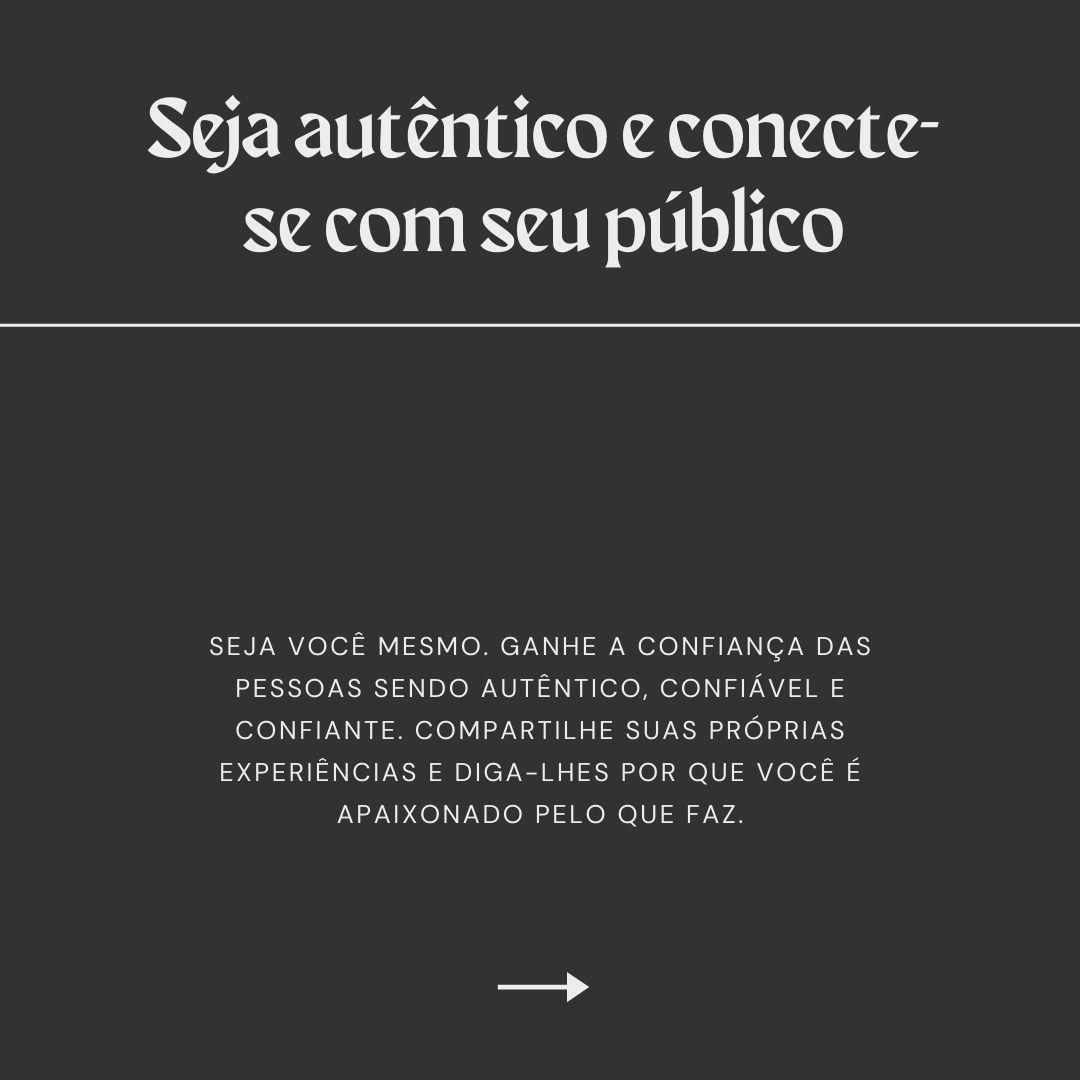 Seja autêntico e conecte-
se com seu público
SEJA VOCÊ MESMO. GANHE A CONFIANÇA DAS
PESSOAS SENDO AUTÊNTICO, CONFIÁVEL E
CONFIANTE. COMPARTILHE SUAS PRÓPRIAS
EXPERIÊNCIAS E DIGA-LHES POR QUE VOCÊ É
APAIXONADO PELO QUE FAZ.